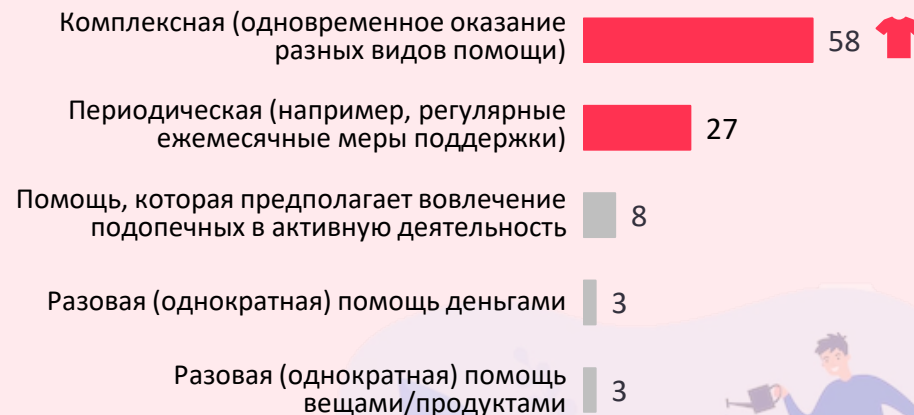 Комплексная (одновременное оказание
разных видов помощи)
58
Периодическая (например, регулярные
ежемесячные меры поддержки)
27
Помощь, которая предполагает вовлечение
подопечных в активную деятельность
8
Разовая (однократная) помощь деньгами
3
Разовая (однократная) помощь
вещами/продуктами
3